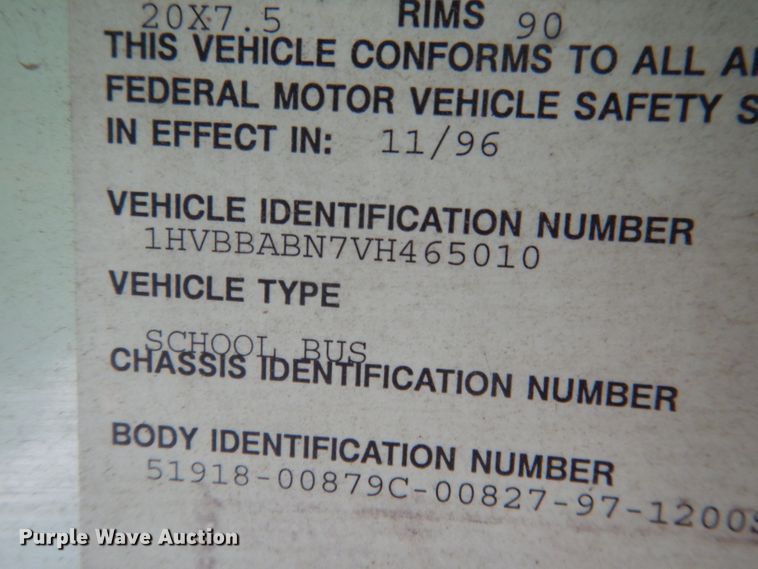 20X7.5 RIMS 90
THIS VEHICLE CONFORMS TO ALL
FEDERAL MOTOR VEHICLE SAFETY
IN EFFECT IN: 11/96
VEHICLE IDENTIFICATION NUMBER
1HVBBABN7VH465010
VEHICLE TYPE
SCHOOL BUS
CHASSIS IDENTIFICATION NUMBER
BODY IDENTIFICATION NUMBER
51918-00879C-00827-97-1200S
Purple Wave Auction